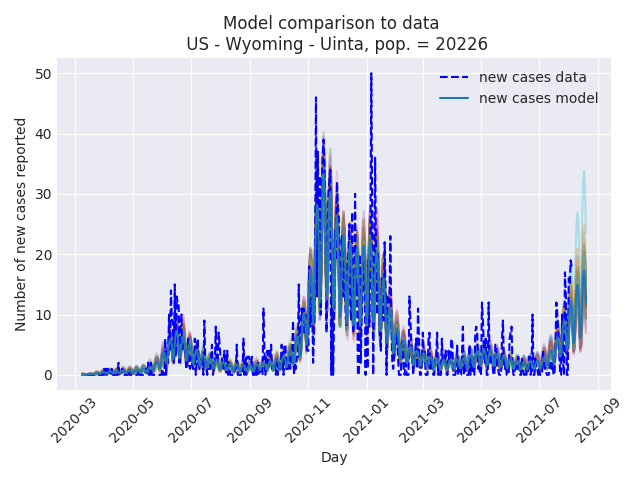 Model comparison to data
US - Wyoming - Uinta, pop. = 20226
new cases data
new cases model
Number of new cases reported
50
40
30
20
10
0
2020-03
2020-05
2020-07
2020-09
2020-11
2021-01
2021-03
2021-05
2021-07
2021-09
Day